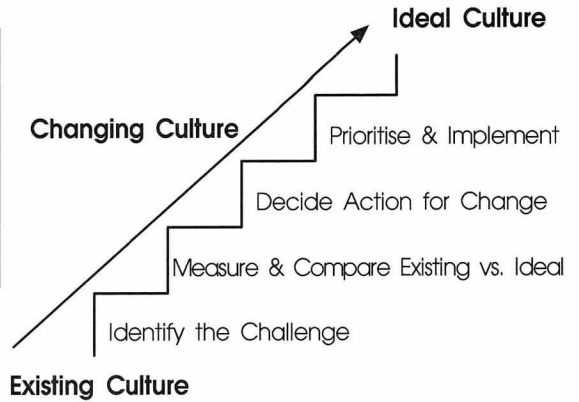 Ideal Culture
Changing Culture
Prioritise & Implement
Decide Action for Change
Measure & Compare Existing vs. Ideal
Identify the Challenge
Existing Culture